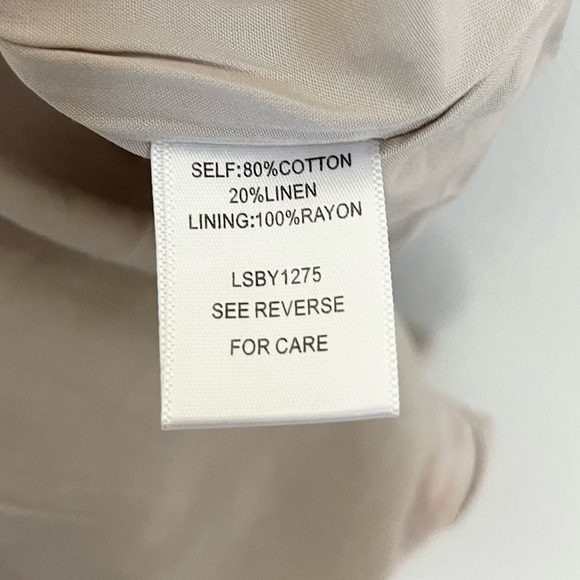 SELF:80%COTTON
20%LINEN
LINING:100%RAYON
LSBY1275
SEE REVERSE
FOR CARE